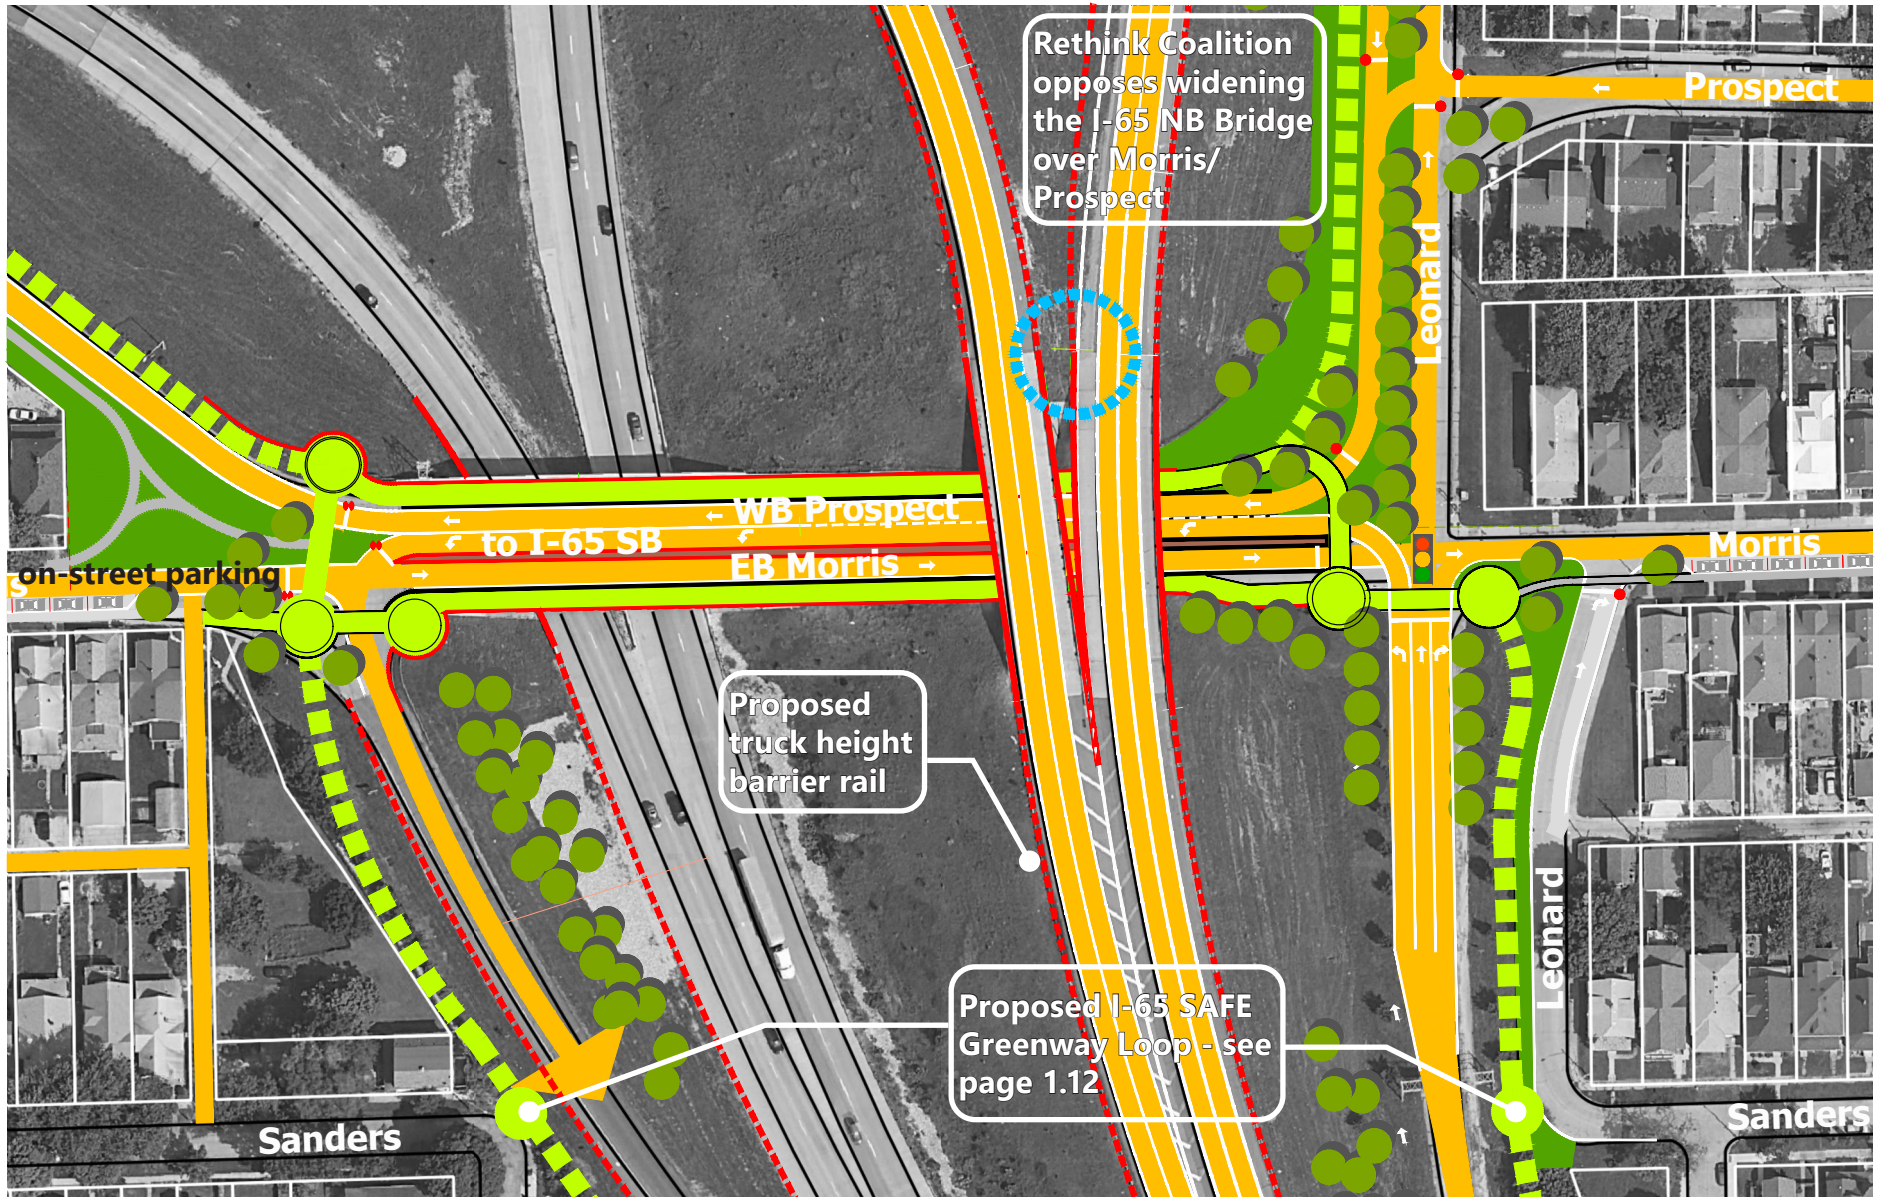 Rethink Coalition
opposes widening
the I-65 NB Bridge
over Morris/
Prospect
Prospect
Leonard
WB Prospect
to I-65 SB
EB Morris
Morris
on-street parking
s
Proposed
truck height
barrier rail
Leonard
Proposed I-65 SAFE
Greenway Loop - see
page 1.12
Sanders
Sanders